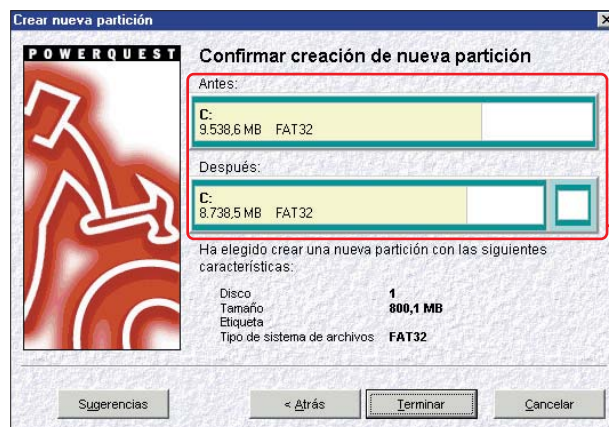 Crear nueva partición
POWERQUEST
Confirmar creación de nueva partición
Antes:
C:
9.538,6 MB FAT32
Después:
C:
8.738,5 MB FAT32
Ha elegido crear una nueva partición con las siguientes
características:
Disco 1
Tamaño 800,1 MB
Etiqueta
Tipo de sistema de archivos FAT32
Sugerencias
< Atrás
Terminar
Cancelar